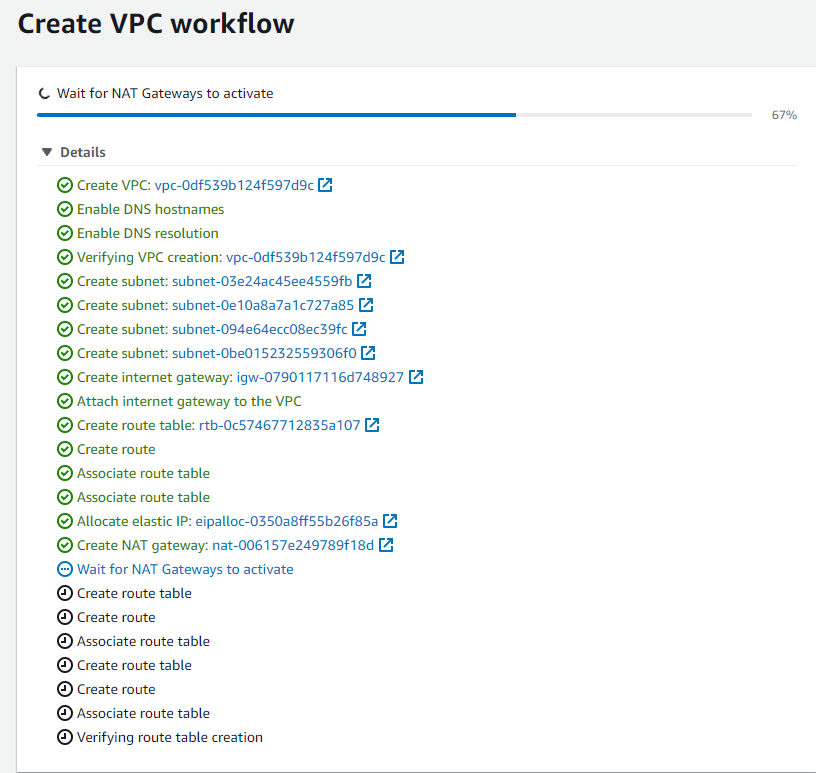 Create VPC workflow
Wait for NAT Gateways to activate
67%
Details
Create VPC: vpc-0df539b124f597d9c
Enable DNS hostnames
Enable DNS resolution
Verifying VPC creation: vpc-0df539b124f597d9c
Create subnet: subnet-03e24ac45ee4559fb
Create subnet: subnet-0e10a8a7a1c727a85
Create subnet: subnet-094e64ecc08ec39fc
Create subnet: subnet-0be015232559306f0
Create internet gateway: igw-0790117116d748927
Attach internet gateway to the VPC
Create route table: rtb-0c57467712835a107
Create route
Associate route table
Associate route table
Allocate elastic IP: eipalloc-0350a8ff55b26f85a
Create NAT gateway: nat-006157e249789f18d
Wait for NAT Gateways to activate
Create route table
Create route
Associate route table
Create route table
Create route
Associate route table
Verifying route table creation